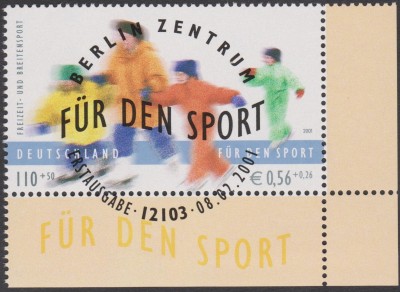 BERLIN ZENTRUM
FREIZEIT- UND BREITENSPORT
FÜR DEN SPORT
2001
DEUTSCHLAND FÜR DEN SPORT
110+50 € 0,56+0,26
ERSTAUSGABE · 12103 · 08.02.2001
FÜR DEN SPORT